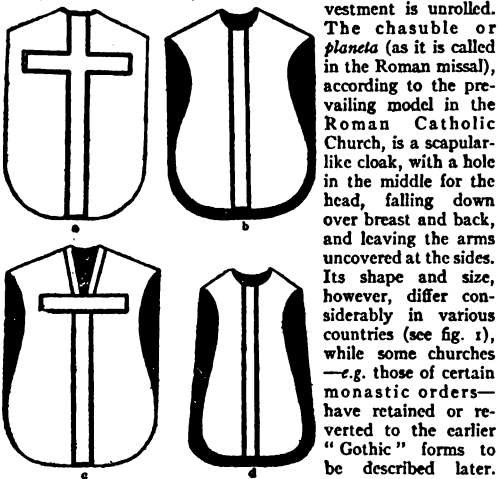 vestment is unrolled.
The chasuble or
planeta (as it is called
in the Roman missal),
according to the pre-
vailing model in the
Roman Catholic
Church, is a scapular-
like cloak, with a hole
in the middle for the
head, falling down
over breast and back,
and leaving the arms
uncovered at the sides.
Its shape and size,
however, differ con-
siderably in various
countries (see fig. 1),
while some churches
—e.g. those of certain
monastic orders—
have retained or re-
verted to the earlier
“Gothic” forms to
be described later.
a
b
c
d